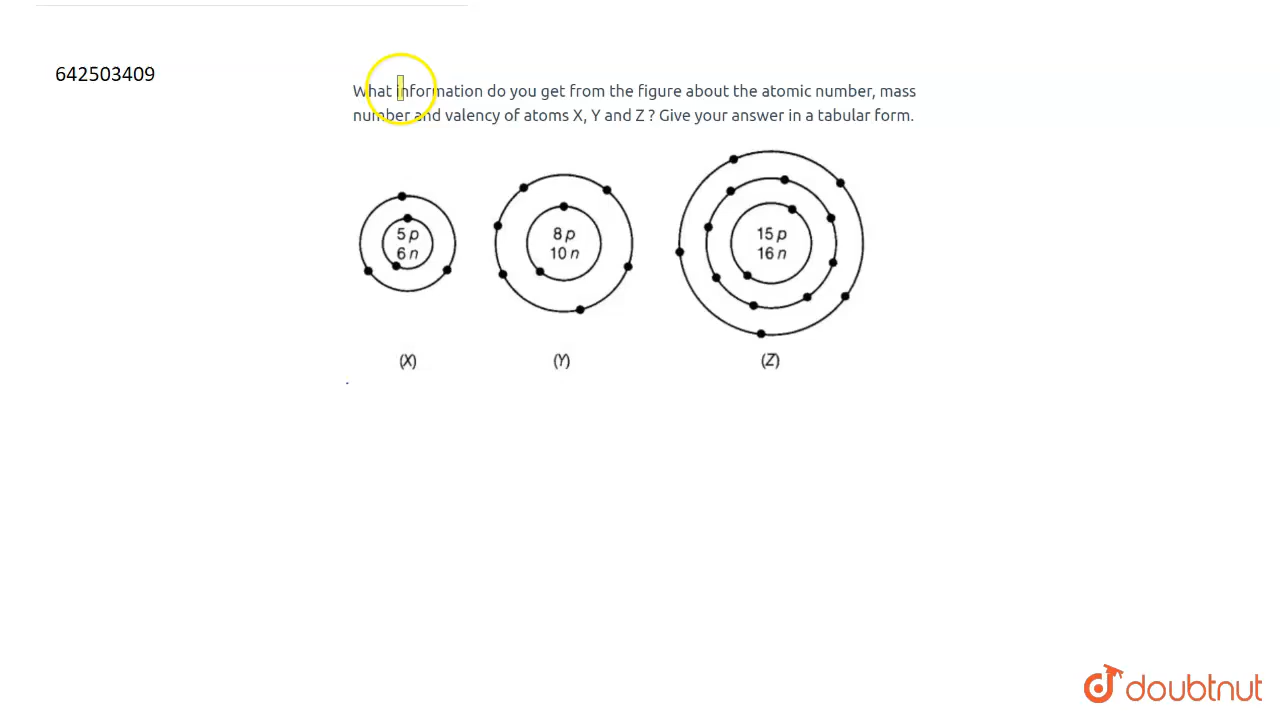 642503409
What information do you get from the figure about the atomic number, mass
number and valency of atoms X, Y and Z ? Give your answer in a tabular form.
5 p
6 n
8 p
10 n
15 p
16 n
(X)
(Y)
(Z)
doubtnut